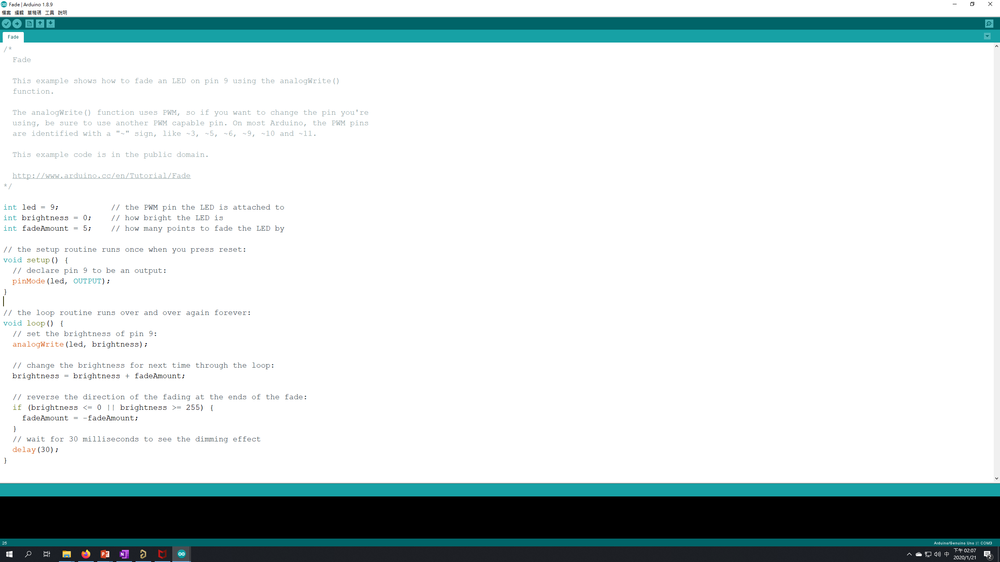 Fade | Arduino 1.8.9
檔案 編輯 草稿碼 工具 說明
Fade
/*
  Fade

  This example shows how to fade an LED on pin 9 using the analogWrite()
  function.

  The analogWrite() function uses PWM, so if you want to change the pin you're
  using, be sure to use another PWM capable pin. On most Arduino, the PWM pins
  are identified with a "~" sign, like ~3, ~5, ~6, ~9, ~10 and ~11.

  This example code is in the public domain.

  http://www.arduino.cc/en/Tutorial/Fade
*/

int led = 9;           // the PWM pin the LED is attached to
int brightness = 0;    // how bright the LED is
int fadeAmount = 5;    // how many points to fade the LED by

// the setup routine runs once when you press reset:
void setup() {
  // declare pin 9 to be an output:
  pinMode(led, OUTPUT);
}

// the loop routine runs over and over again forever:
void loop() {
  // set the brightness of pin 9:
  analogWrite(led, brightness);

  // change the brightness for next time through the loop:
  brightness = brightness + fadeAmount;

  // reverse the direction of the fading at the ends of the fade:
  if (brightness <= 0 || brightness >= 255) {
    fadeAmount = -fadeAmount;
  }
  // wait for 30 milliseconds to see the dimming effect
  delay(30);
}
25
Arduino/Genuino Uno 於 COM3
中
下午 02:07
2020/1/21
2